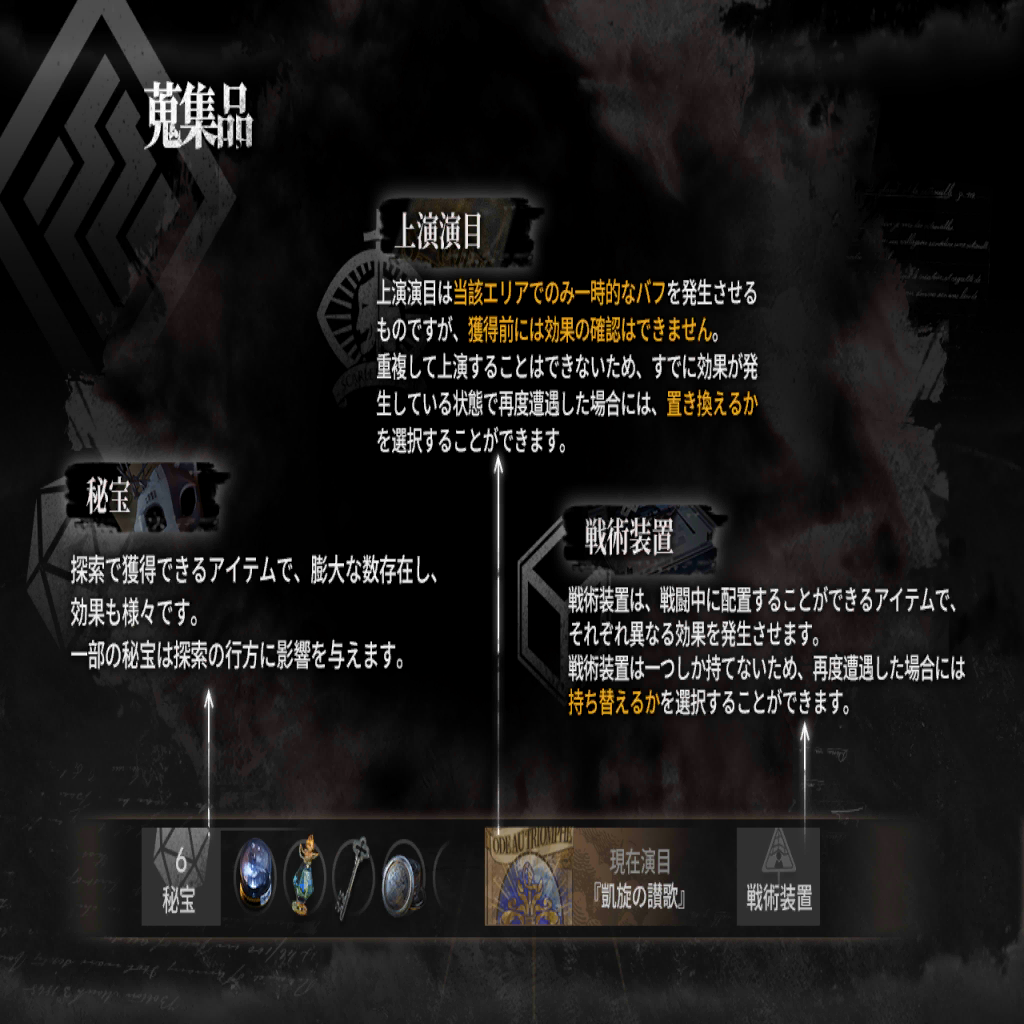 蒐集品
上演演目
上演演目は当該エリアでのみ一時的なバフを発生させる
ものですが、獲得前には効果の確認はできません。
重複して上演することはできないため、すでに効果が発
生している状態で再度遭遇した場合には、置き換えるか
を選択することができます。
秘宝
探索で獲得できるアイテムで、膨大な数存在し、
効果も様々です。
一部の秘宝は探索の行方に影響を与えます。
戦術装置
戦術装置は、戦闘中に配置することができるアイテムで、
それぞれ異なる効果を発生させます。
戦術装置は一つしか持てないため、再度遭遇した場合には
持ち替えるかを選択することができます。
6
秘宝
ODE AU TRIOMPHE
現在演目
『凱旋の讃歌』
戦術装置